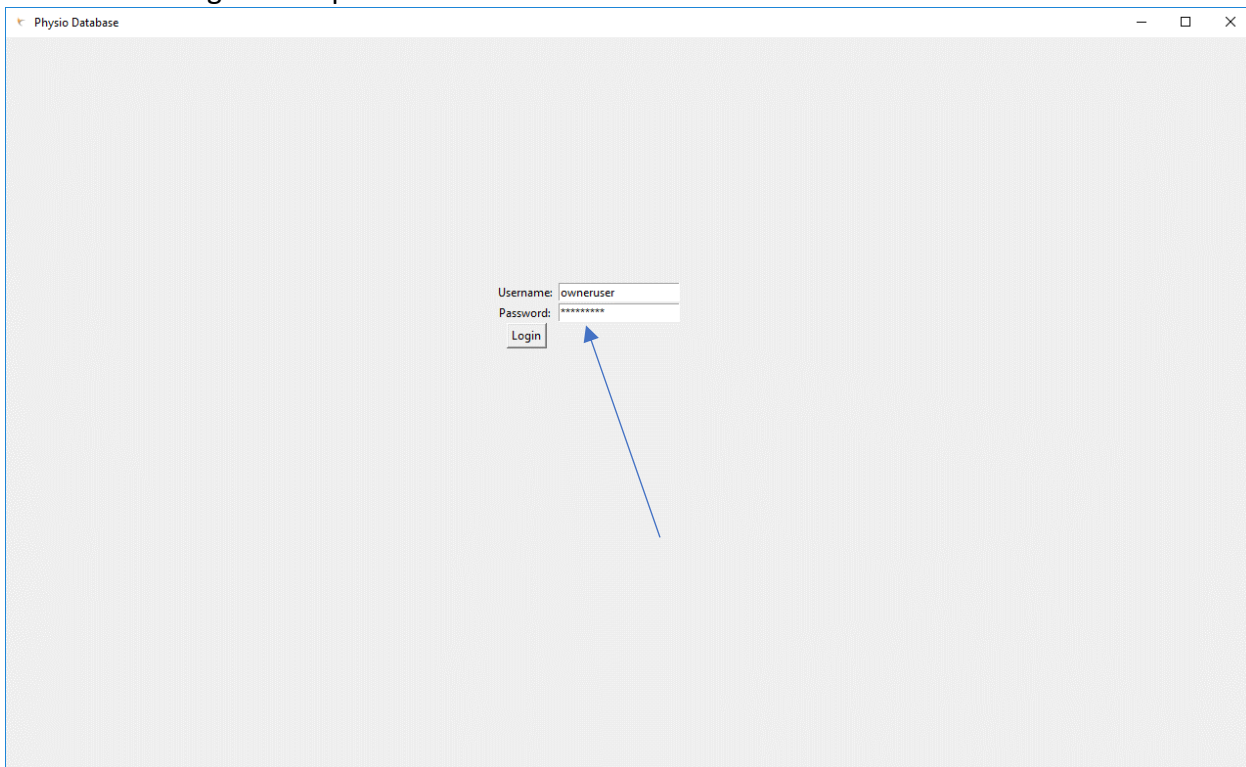 Physio Database
Username: owneruser
Password: *********
Login